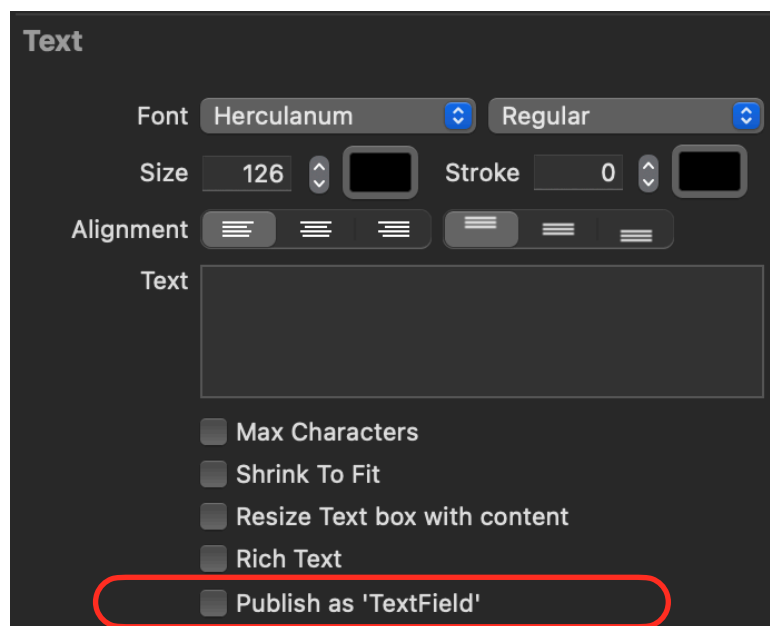 Text
Font Herculanum Regular
Size 126 Stroke 0
Alignment
Text
Max Characters
Shrink To Fit
Resize Text box with content
Rich Text
Publish as 'TextField'